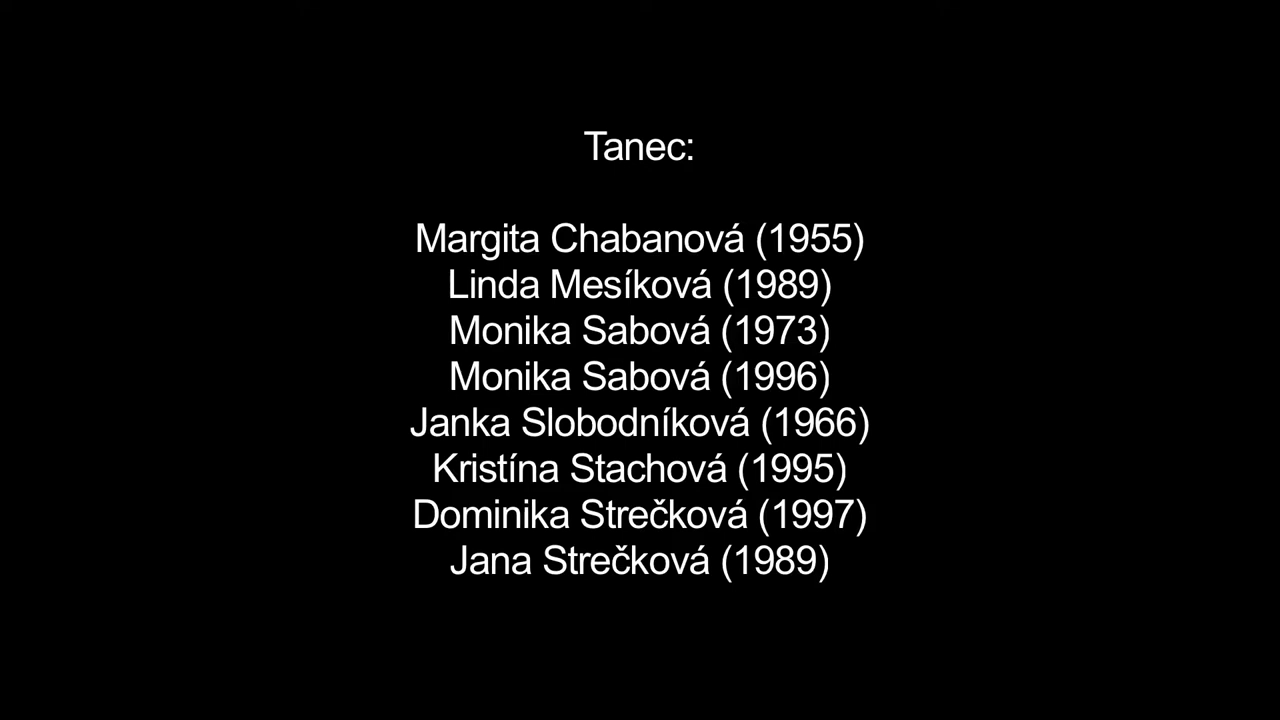 Tanec:
Margita Chabanová (1955)
Linda Mesíková (1989)
Monika Sabová (1973)
Monika Sabová (1996)
Janka Slobodníková (1966)
Kristína Stachová (1995)
Dominika Strečková (1997)
Jana Strečková (1989)